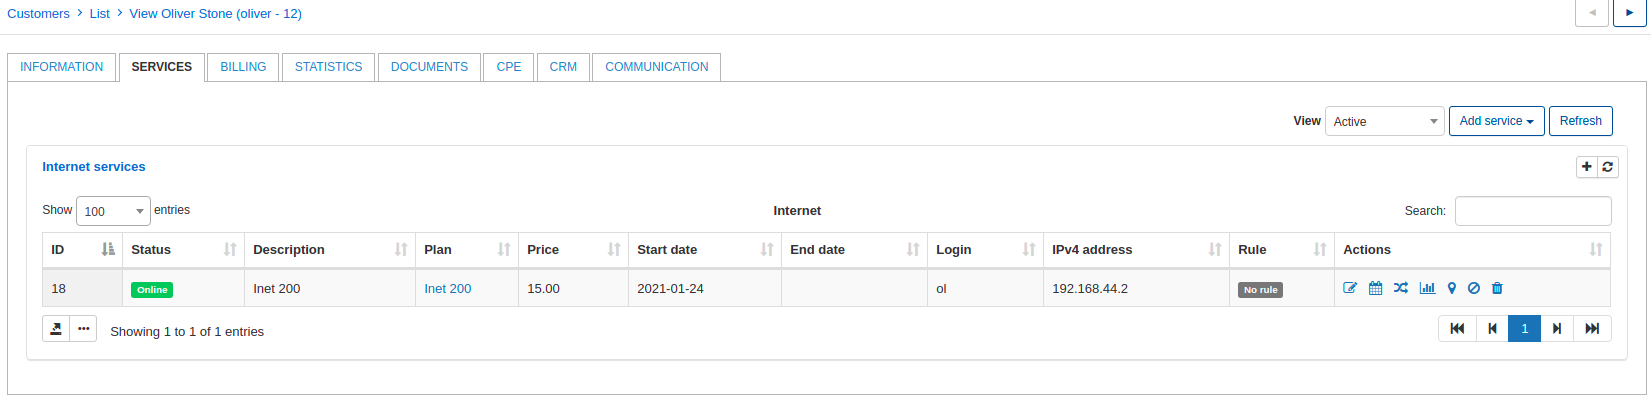 Customers > List > View Oliver Stone (oliver - 12)
INFORMATION SERVICES BILLING STATISTICS DOCUMENTS CPE CRM COMMUNICATION
View Active Add service Refresh
Internet services
Show 100 entries Internet Search:
ID Status Description Plan Price Start date End date Login IPv4 address Rule Actions
18 Online Inet 200 Inet 200 15.00 2021-01-24 ol 192.168.44.2 No rule
Showing 1 to 1 of 1 entries 1